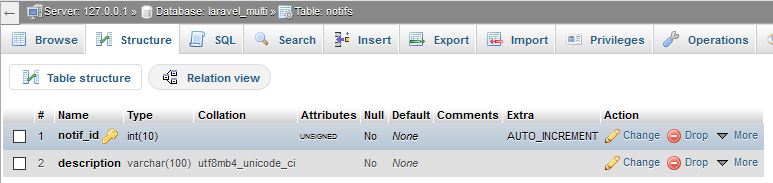 Server: 127.0.0.1 » Database: laravel_multi » Table: notifs
Browse Structure SQL Search Insert Export Import Privileges Operations
Table structure Relation view
# Name Type Collation Attributes Null Default Comments Extra Action
1 notif_id int(10) UNSIGNED No None AUTO_INCREMENT Change Drop More
2 description varchar(100) utf8mb4_unicode_ci No None Change Drop More